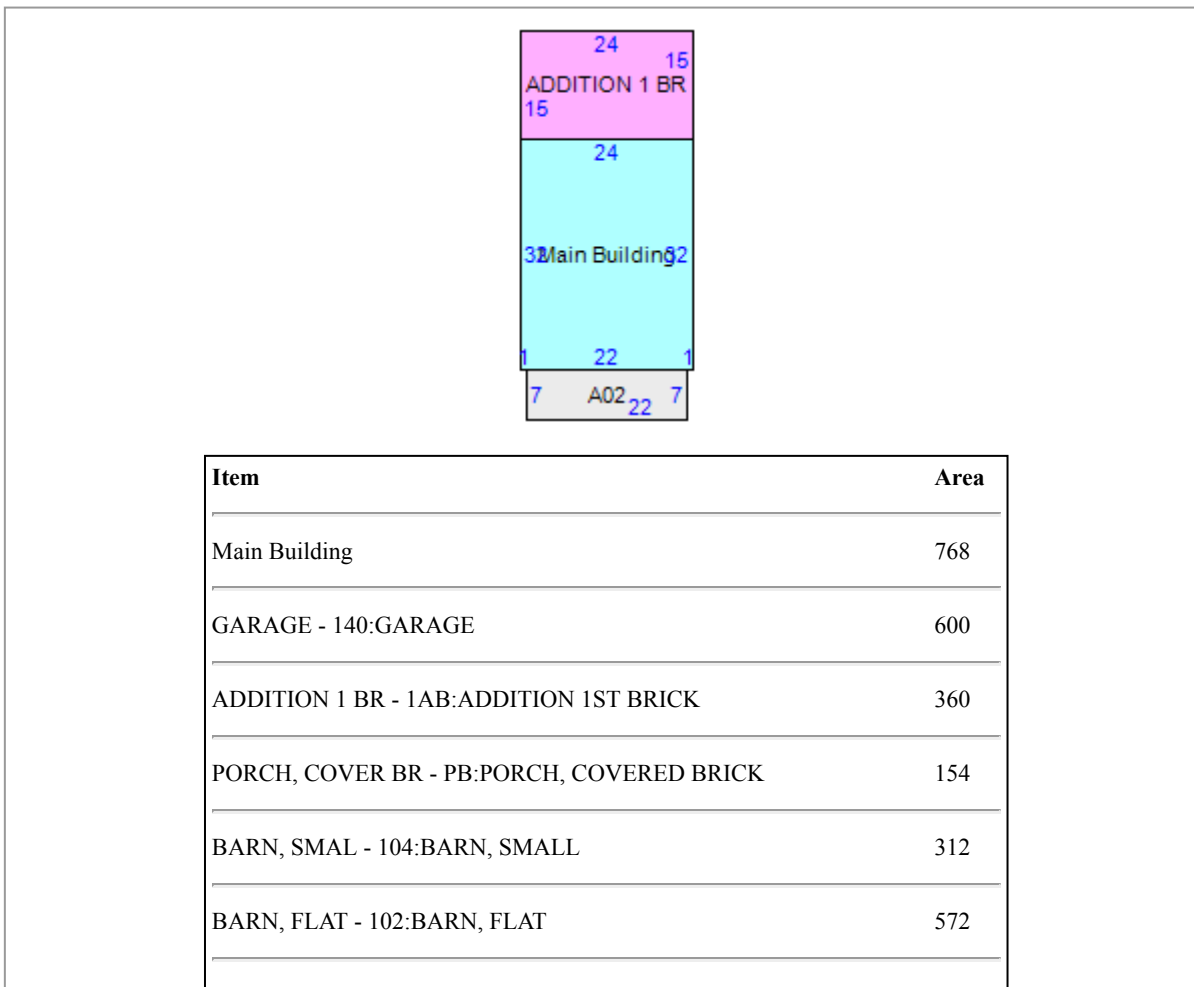 24
15
ADDITION 1 BR
15
24
32 Main Building 32
1 22 1
7 A02 22 7
Item Area
Main Building 768
GARAGE - 140:GARAGE 600
ADDITION 1 BR - 1AB:ADDITION 1ST BRICK 360
PORCH, COVER BR - PB:PORCH, COVERED BRICK 154
BARN, SMAL - 104:BARN, SMALL 312
BARN, FLAT - 102:BARN, FLAT 572